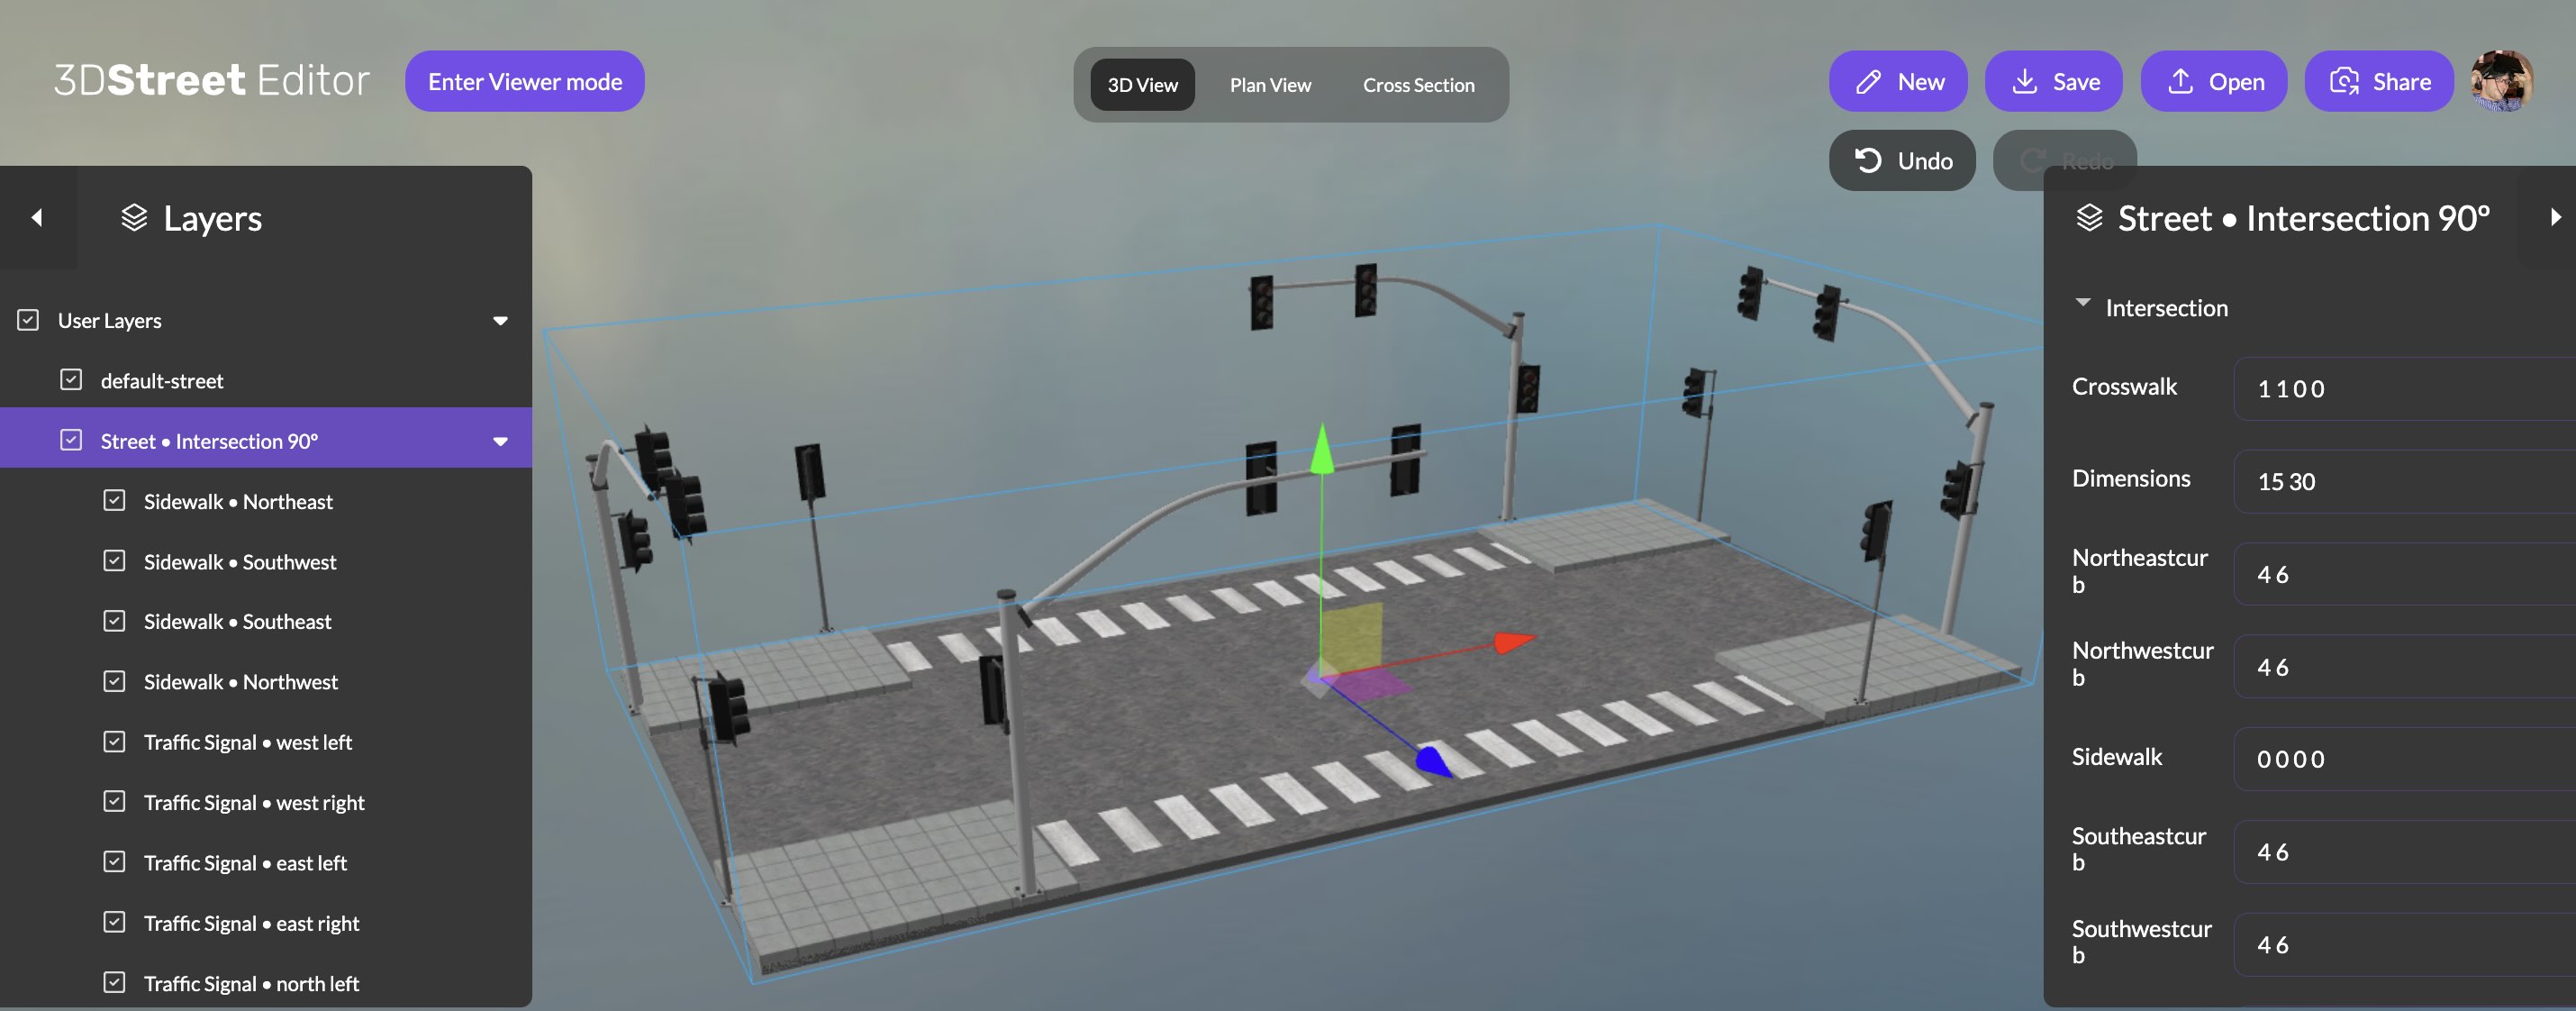 3DStreet Editor
Enter Viewer mode
3D View
Plan View
Cross Section
New
Save
Open
Share
Undo
Redo
Layers
User Layers
default-street
Street • Intersection 90º
Sidewalk • Northeast
Sidewalk • Southwest
Sidewalk • Southeast
Sidewalk • Northwest
Traffic Signal • west left
Traffic Signal • west right
Traffic Signal • east left
Traffic Signal • east right
Traffic Signal • north left
Street • Intersection 90º
Intersection
Crosswalk
1 1 0 0
Dimensions
15 30
Northeastcur
b
4 6
Northwestcur
b
4 6
Sidewalk
0 0 0 0
Southeastcur
b
4 6
Southwestcur
b
4 6